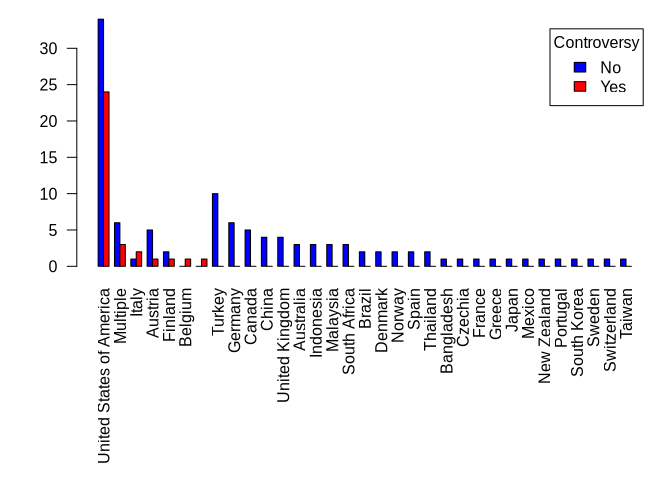 Controversy
No
Yes
30
25
20
15
10
5
0
United States of America
Multiple
Italy
Austria
Finland
Belgium
Turkey
Germany
Canada
China
United Kingdom
Australia
Indonesia
Malaysia
South Africa
Brazil
Denmark
Norway
Spain
Thailand
Bangladesh
Czechia
France
Greece
Japan
Mexico
New Zealand
Portugal
South Korea
Sweden
Switzerland
Taiwan